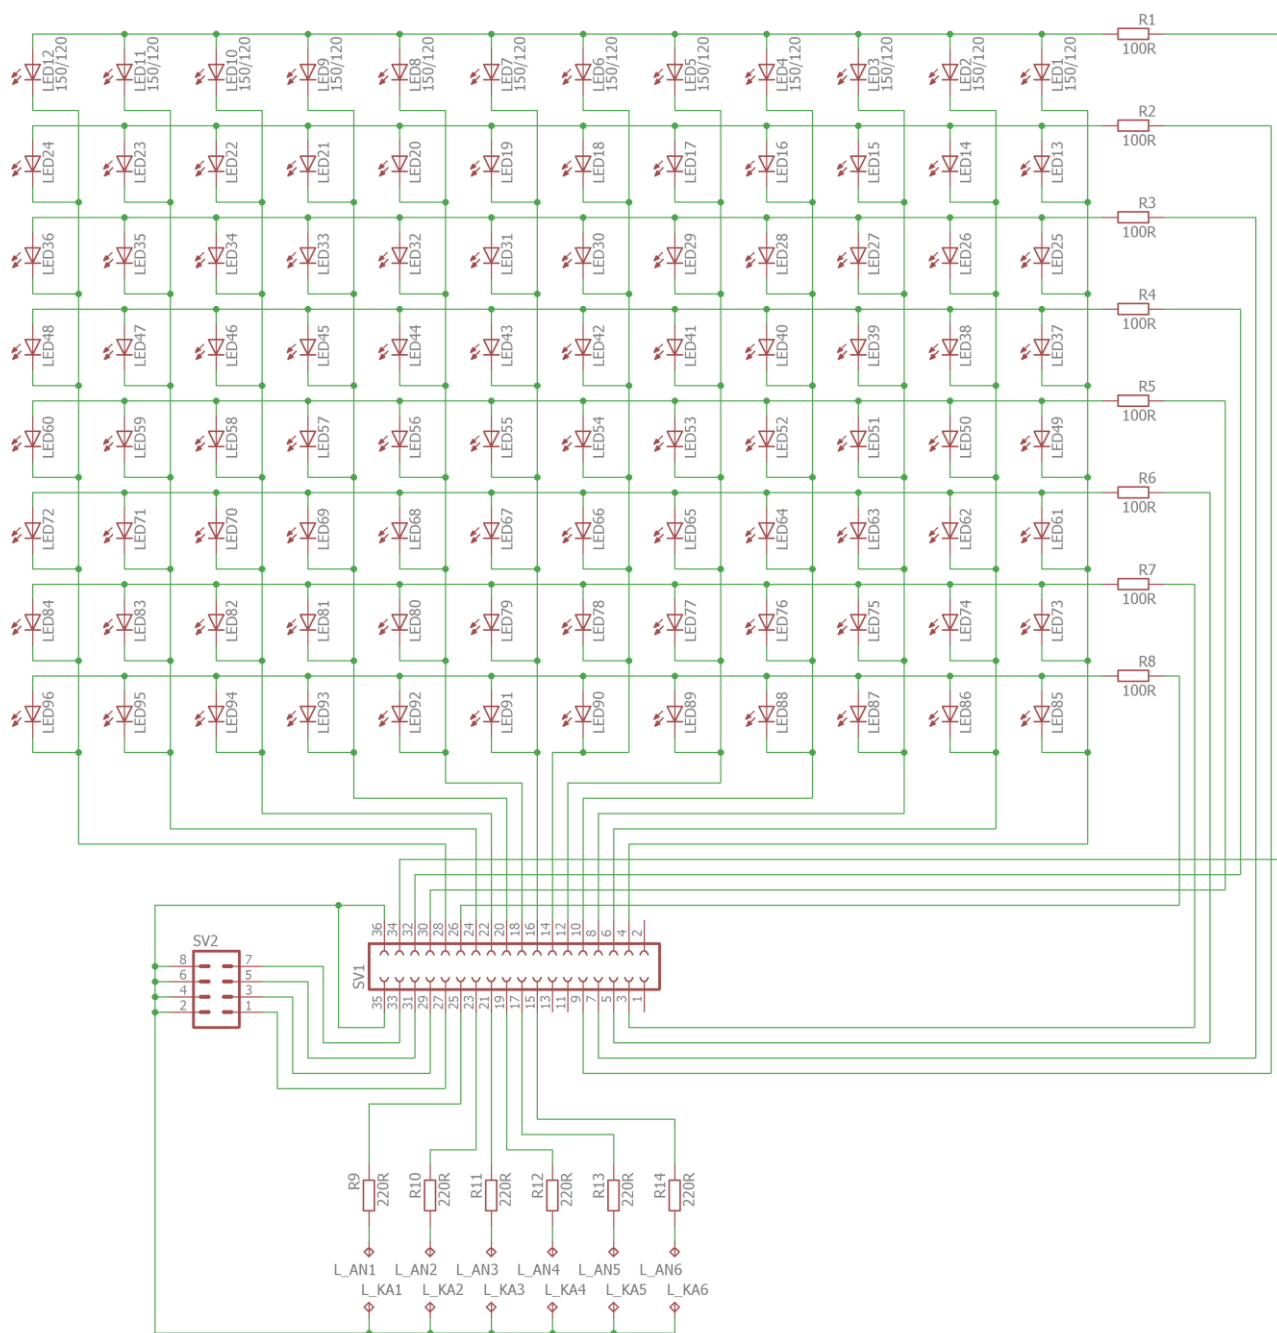 R1
LED12 150/120 LED11 150/120 LED10 150/120 LED9 150/120 LED8 150/120 LED7 150/120 LED6 150/120 LED5 150/120 LED4 150/120 LED3 150/120 LED2 150/120 LED1 150/120
100R
R2
100R
LED24 LED23 LED22 LED21 LED20 LED19 LED18 LED17 LED16 LED15 LED14 LED13
R3
100R
LED36 LED35 LED34 LED33 LED32 LED31 LED30 LED29 LED28 LED27 LED26 LED25
R4
100R
LED48 LED47 LED46 LED45 LED44 LED43 LED42 LED41 LED40 LED39 LED38 LED37
R5
100R
LED60 LED59 LED58 LED57 LED56 LED55 LED54 LED53 LED52 LED51 LED50 LED49
R6
100R
LED72 LED71 LED70 LED69 LED68 LED67 LED66 LED65 LED64 LED63 LED62 LED61
R7
100R
LED84 LED83 LED82 LED81 LED80 LED79 LED78 LED77 LED76 LED75 LED74 LED73
R8
100R
LED96 LED95 LED94 LED93 LED92 LED91 LED90 LED89 LED88 LED87 LED86 LED85
36 34 32 30 28 26 24 22 20 18 16 14 12 10 8 6 4 2
SV2
8 7
6 5
4 3
2 1
SV1
35 33 31 29 27 25 23 21 19 17 15 13 11 9 7 5 3 1
R9 220R R10 220R R11 220R R12 220R R13 220R R14 220R
L_AN1 L_AN2 L_AN3 L_AN4 L_AN5 L_AN6
L_KA1 L_KA2 L_KA3 L_KA4 L_KA5 L_KA6